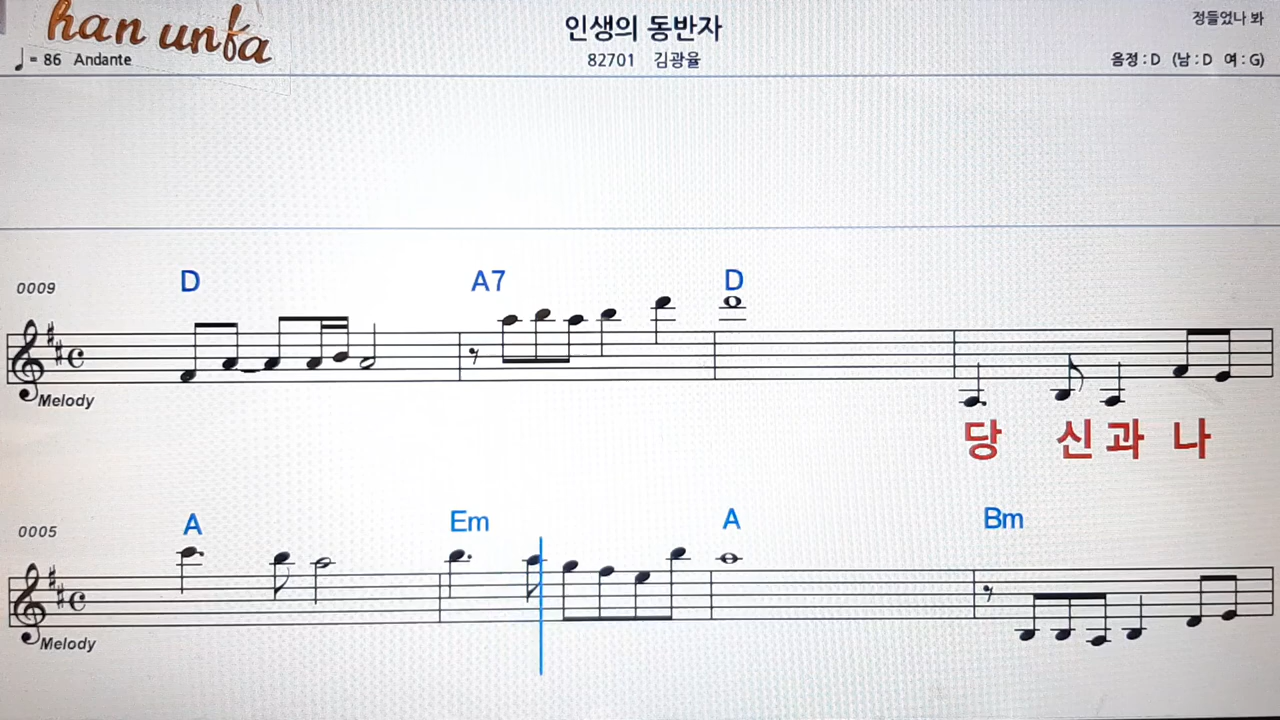 han unfa
인생의 동반자
정들었나 봐
♩ = 86 Andante
82701 김광율
음정 : D (남 : D 여 : G)
0009
D A7 D
Melody
당 신 과 나
0005
A Em A Bm
Melody